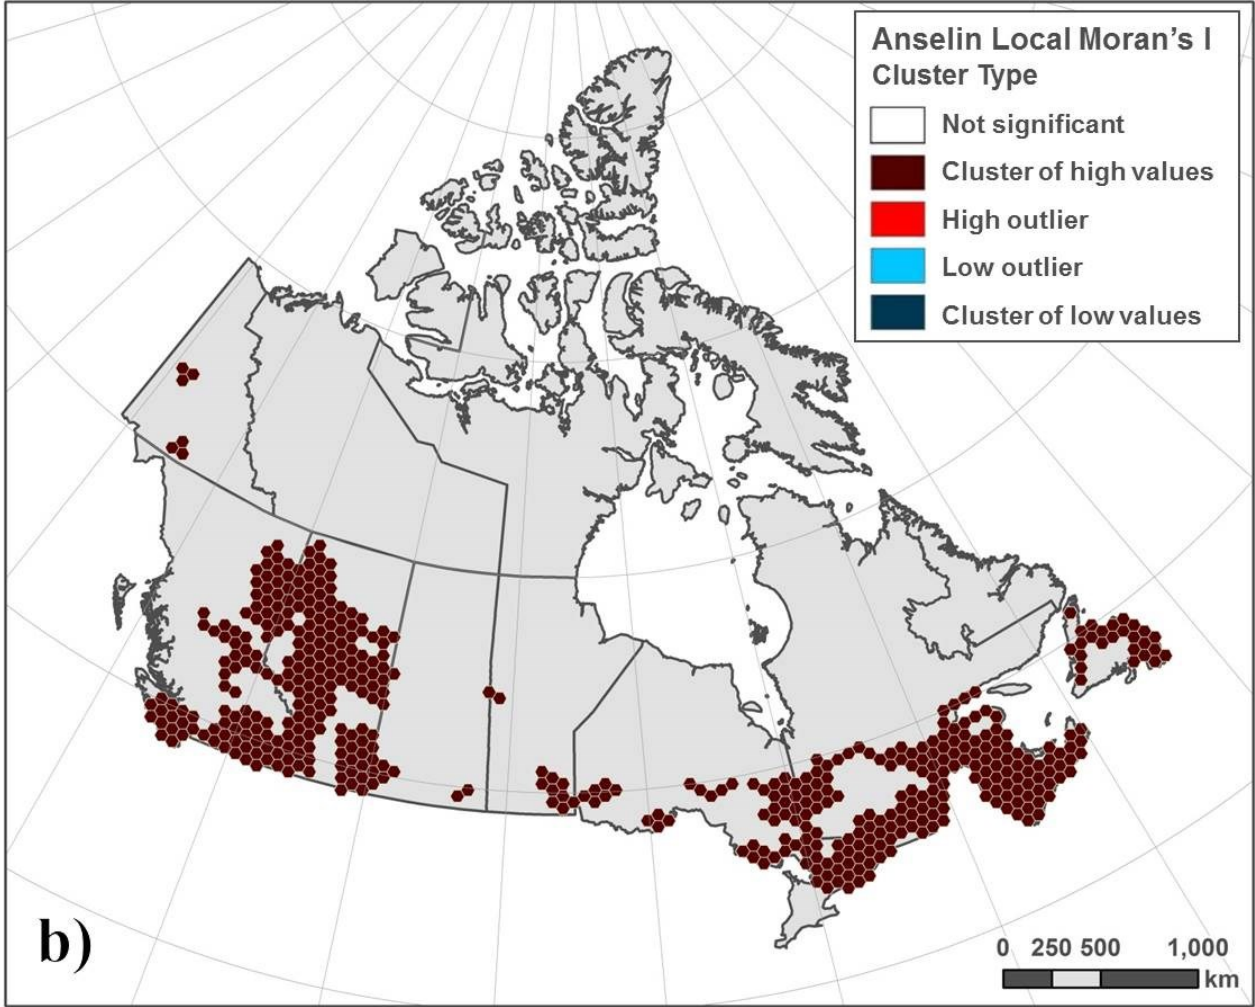 Anselin Local Moran's I
Cluster Type
Not significant
Cluster of high values
High outlier
Low outlier
Cluster of low values
b)
0 250 500 1,000
km